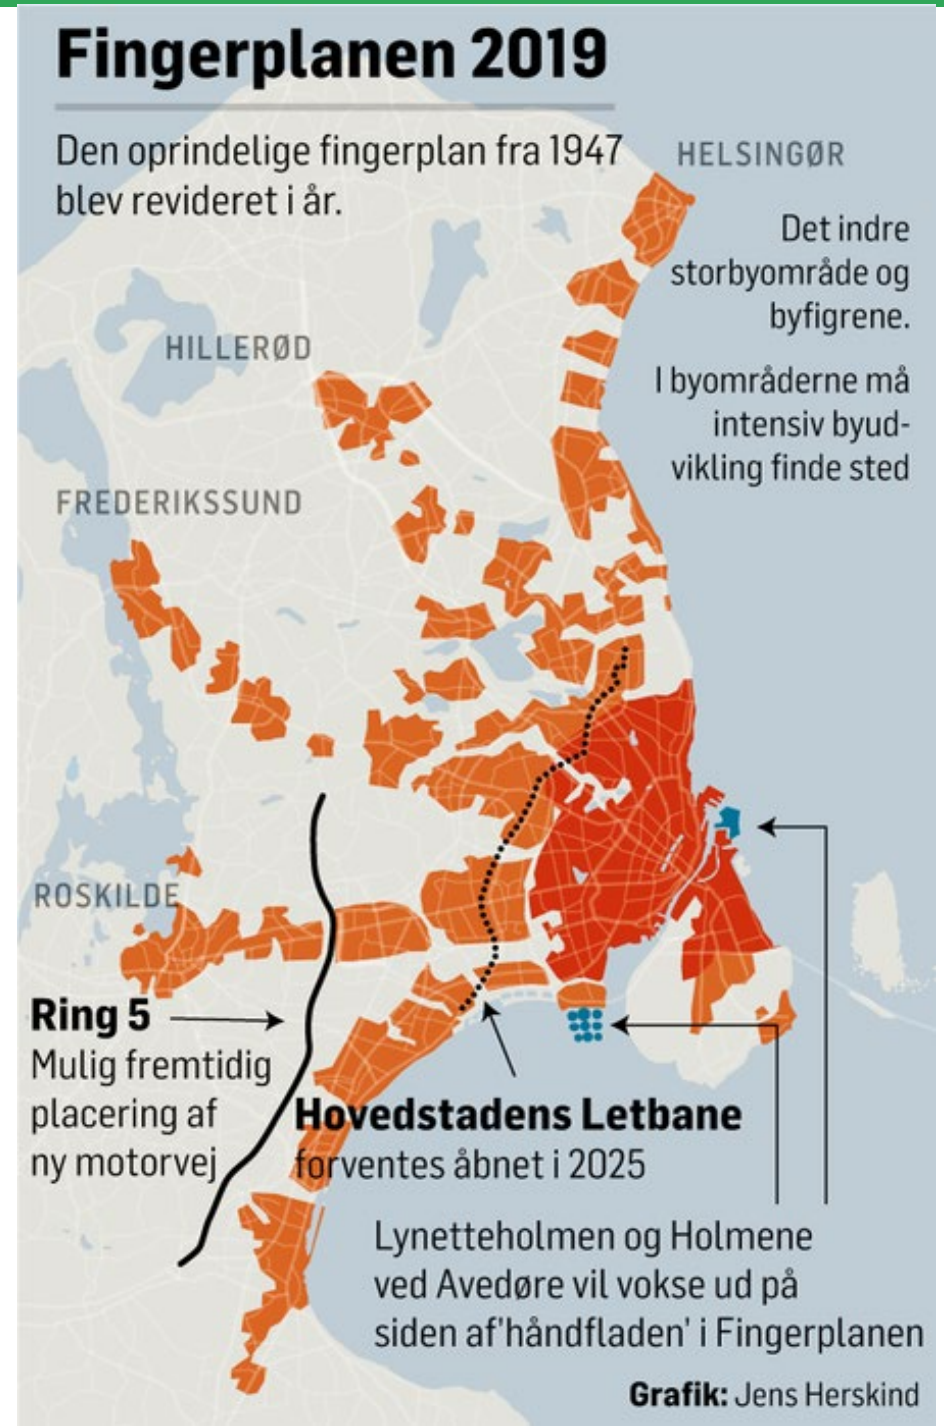 Fingerplanen 2019
Den oprindelige fingerplan fra 1947
blev revideret i år.
HELSINGØR
Det indre
storbyområde og
byfigrene.
I byområderne må
intensiv byud-
vikling finde sted
HILLERØD
FREDERIKSSUND
ROSKILDE
Ring 5
Mulig fremtidig
placering af
ny motorvej
Hovedstadens Letbane
forventes åbnet i 2025
Lynetteholmen og Holmene
ved Avedøre vil vokse ud på
siden af'håndfladen' i Fingerplanen
Grafik: Jens Herskind